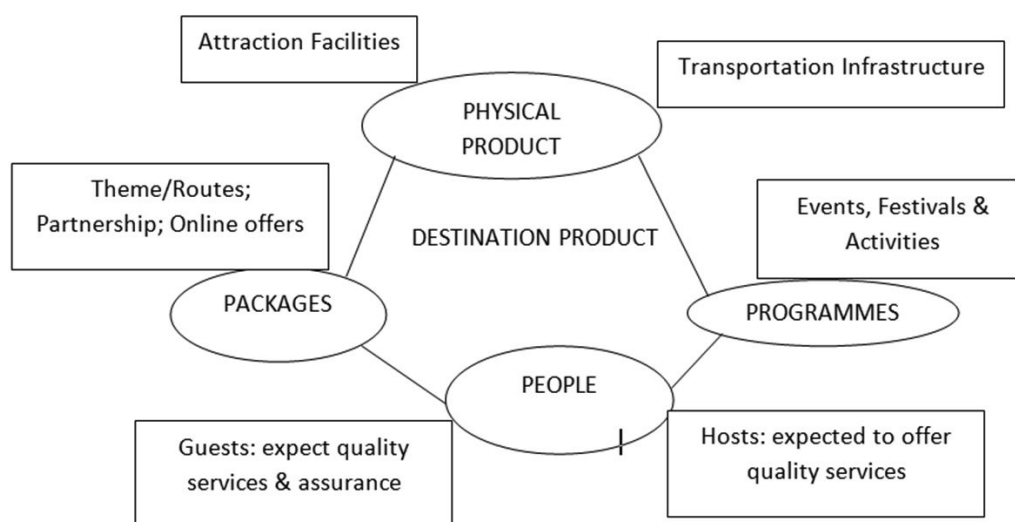 Attraction Facilities
Transportation Infrastructure
PHYSICAL
PRODUCT
Theme/Routes;
Partnership; Online offers
Events, Festivals &
Activities
DESTINATION PRODUCT
PACKAGES
PROGRAMMES
PEOPLE
Guests: expect quality
services & assurance
Hosts: expected to offer
quality services